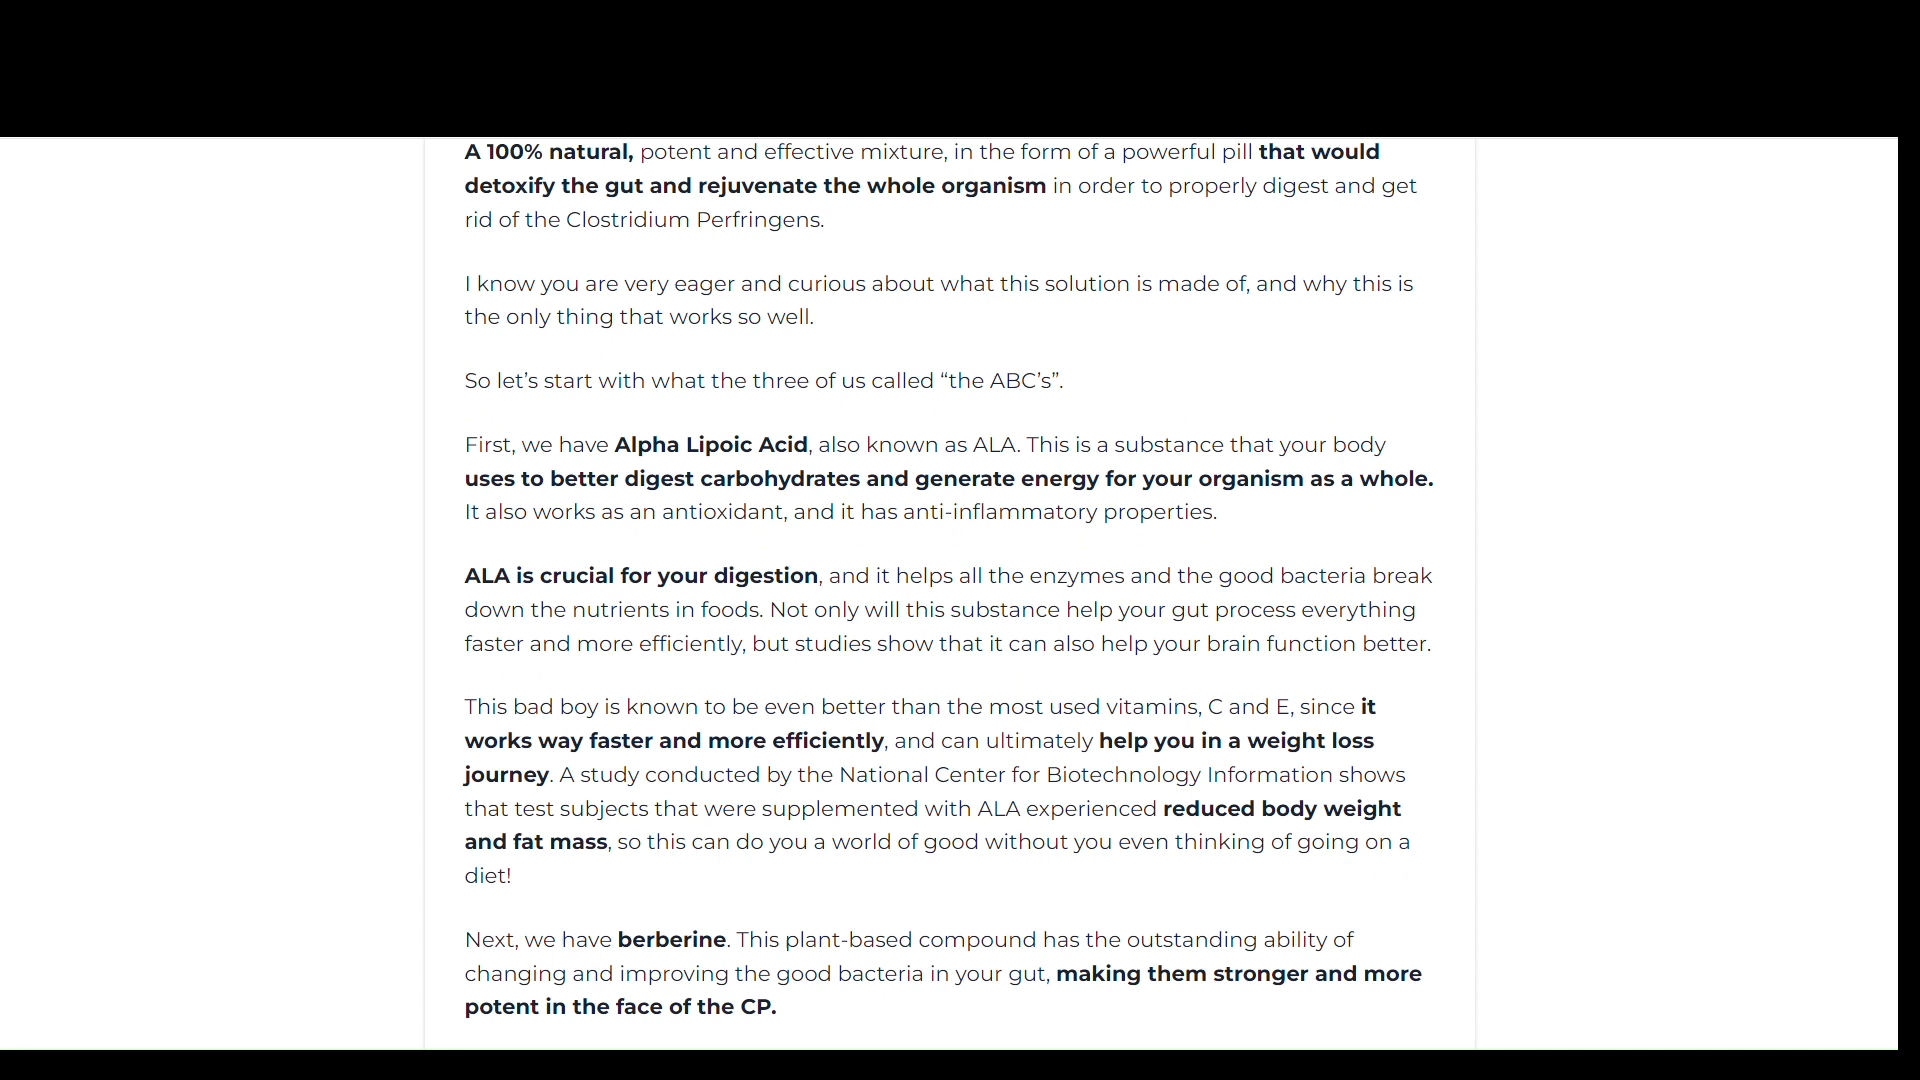 A 100% natural, potent and effective mixture, in the form of a powerful pill that would
detoxify the gut and rejuvenate the whole organism in order to properly digest and get
rid of the Clostridium Perfringens.
I know you are very eager and curious about what this solution is made of, and why this is
the only thing that works so well.
So let’s start with what the three of us called “the ABC’s”.
First, we have Alpha Lipoic Acid, also known as ALA. This is a substance that your body
uses to better digest carbohydrates and generate energy for your organism as a whole.
It also works as an antioxidant, and it has anti-inflammatory properties.
ALA is crucial for your digestion, and it helps all the enzymes and the good bacteria break
down the nutrients in foods. Not only will this substance help your gut process everything
faster and more efficiently, but studies show that it can also help your brain function better.
This bad boy is known to be even better than the most used vitamins, C and E, since it
works way faster and more efficiently, and can ultimately help you in a weight loss
journey. A study conducted by the National Center for Biotechnology Information shows
that test subjects that were supplemented with ALA experienced reduced body weight
and fat mass, so this can do you a world of good without you even thinking of going on a
diet!
Next, we have berberine. This plant-based compound has the outstanding ability of
changing and improving the good bacteria in your gut, making them stronger and more
potent in the face of the CP.